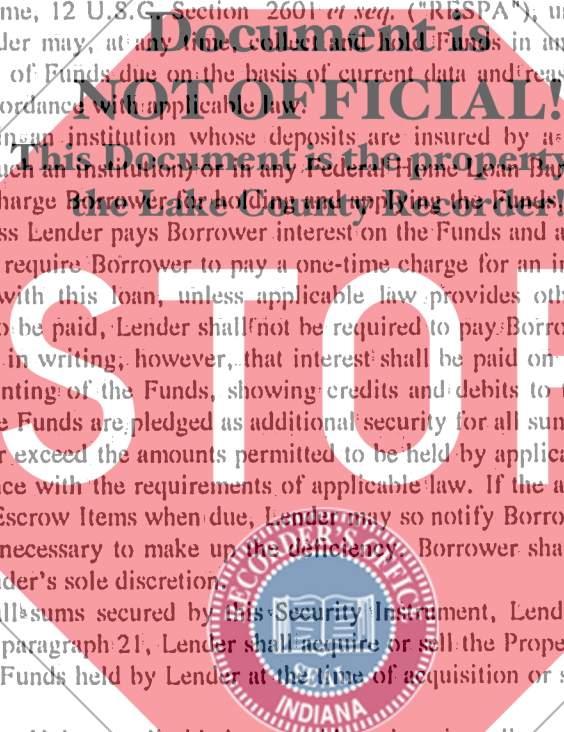 me, 12 U.S.C. Section 2601 et seq. ("RESPA"), u
Document is
der may, at any time, collect and hold Funds in an
of Funds due on the basis of current data and reas
NOT OFFICIAL!
ordance with applicable law.
in an institution whose deposits are insured by a
This Document is the property
uch an institution) or in any Federal Home Loan Ban
the Lake County Recorder!
harge Borrower for holding and applying the Funds,
ss Lender pays Borrower interest on the Funds and a
require Borrower to pay a one-time charge for an in
with this loan, unless applicable law provides oth
o be paid, Lender shall not be required to pay Borro
in writing, however, that interest shall be paid on
nting of the Funds, showing credits and debits to
e Funds are pledged as additional security for all sum
STOP
r exceed the amounts permitted to be held by applica
ce with the requirements of applicable law. If the a
Escrow Items when due, Lender may so notify Borro
necessary to make up the deficiency. Borrower sha
der's sole discretion.
all sums secured by this Security Instrument, Lend
paragraph 21, Lender shall acquire or sell the Prope
Funds held by Lender at the time of acquisition or s
RECORDER'S OFFICE
SEAL
INDIANA